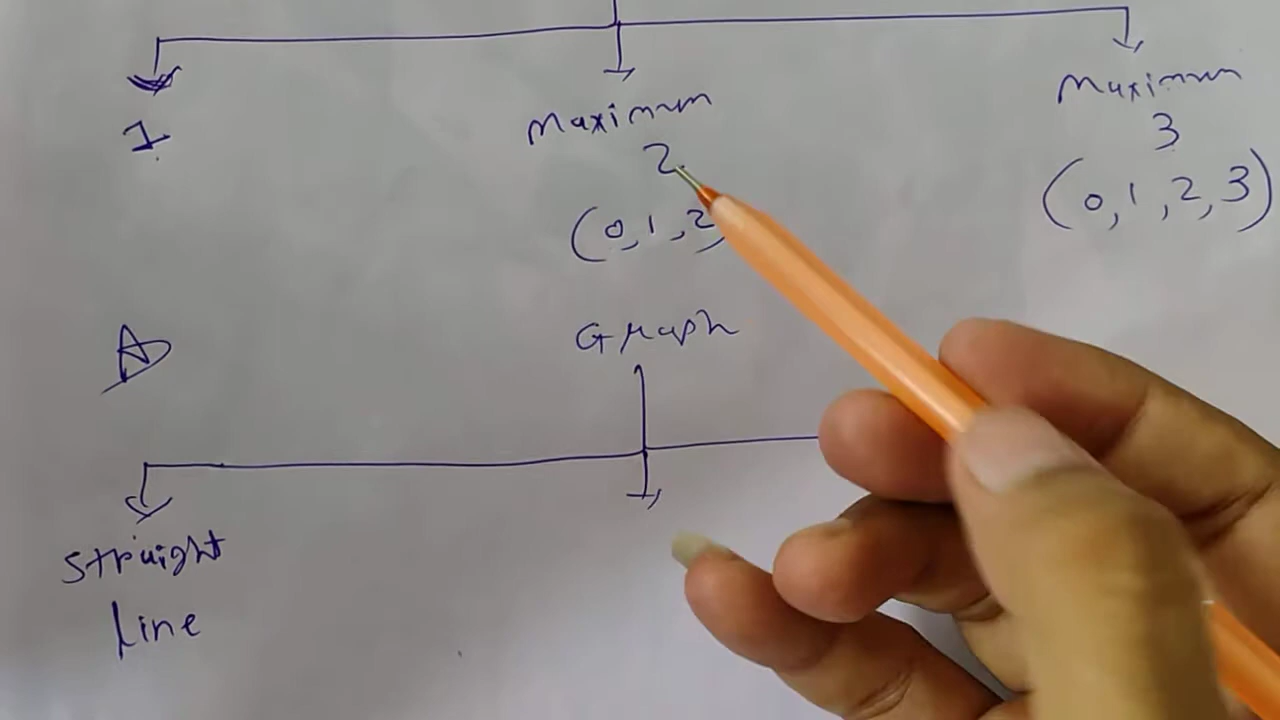 1
Maximum
2
(0,1,2)
Maximum
3
(0,1,2,3)
Graph
Straight
Line